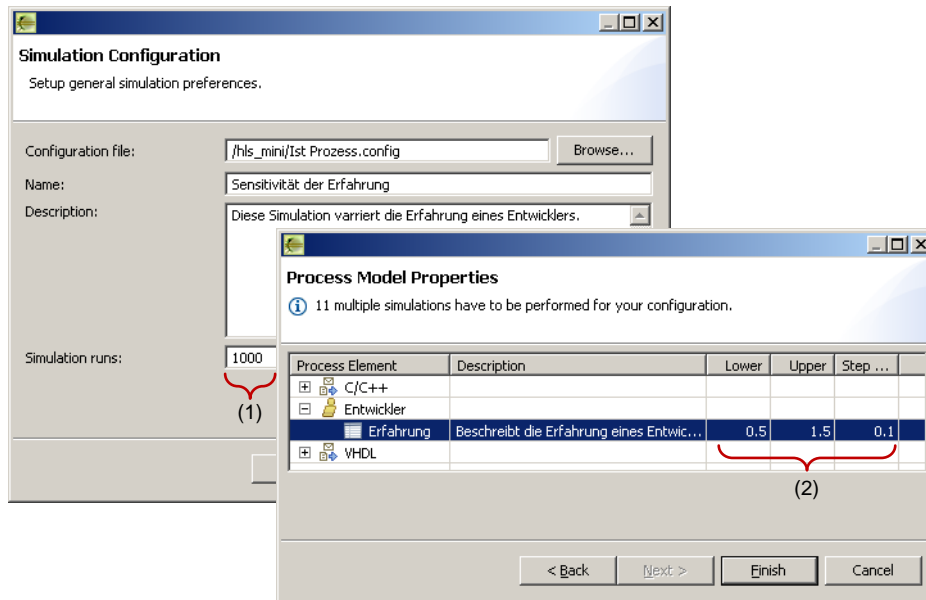 Simulation Configuration
Setup general simulation preferences.
Configuration file:
/hls_mini/Ist Prozess.config
Browse...
Name:
Sensitivität der Erfahrung
Description:
Diese Simulation varriert die Erfahrung eines Entwicklers.
Simulation runs:
1000
(1)
Process Model Properties
11 multiple simulations have to be performed for your configuration.
Process Element Description Lower Upper Step ...
C/C++
Entwickler
Erfahrung Beschreibt die Erfahrung eines Entwic... 0.5 1.5 0.1
VHDL
(2)
< Back Next > Finish Cancel